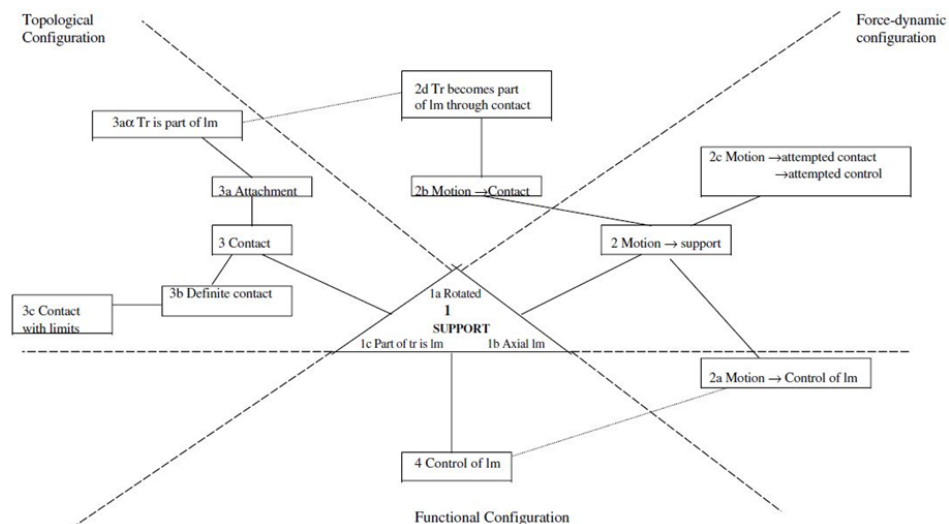 Topological
Configuration
Force-dynamic
configuration
2d Tr becomes part
of lm through contact
3aα Tr is part of lm
2c Motion →attempted contact
→attempted control
3a Attachment
2b Motion →Contact
3 Contact
2 Motion → support
3b Definite contact
3c Contact
with limits
1a Rotated
1
SUPPORT
1c Part of tr is lm
1b Axial lm
2a Motion → Control of lm
4 Control of lm
Functional Configuration